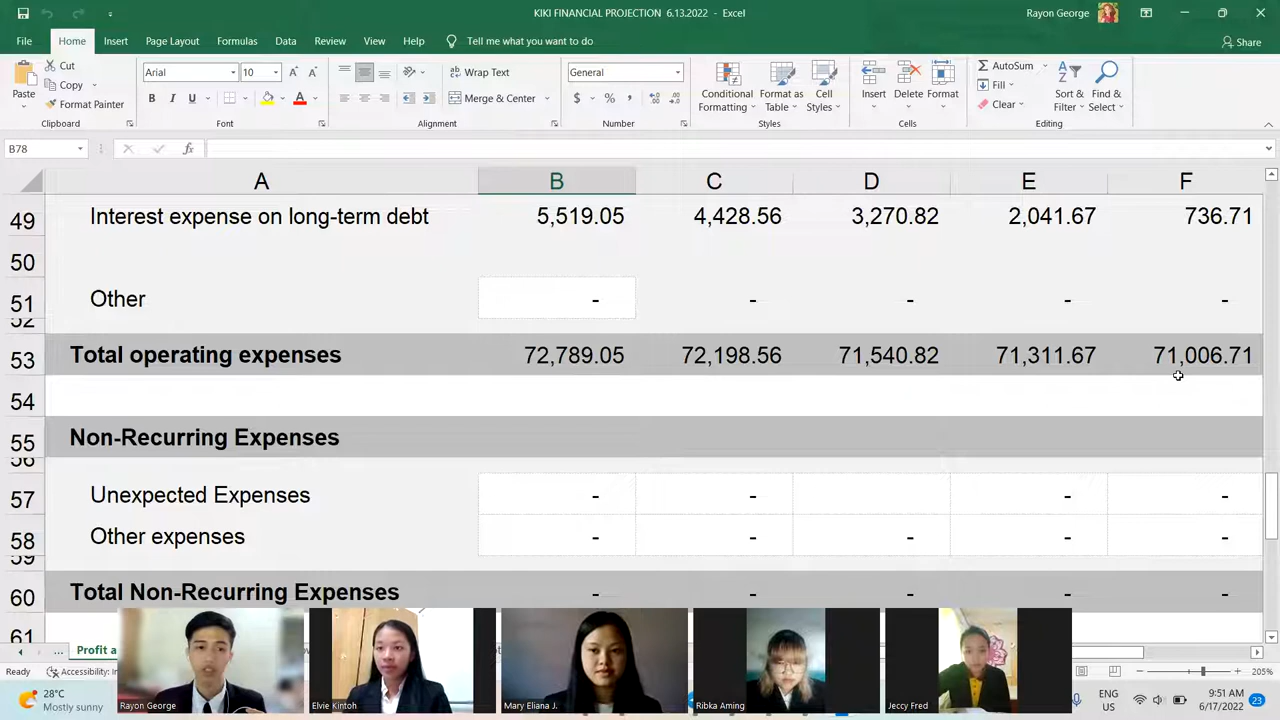 KIKI FINANCIAL PROJECTION 6.13.2022 - Excel
Rayon George
File Home Insert Page Layout Formulas Data Review View Help Tell me what you want to do
Share
Paste
Cut
Copy
Format Painter
Clipboard
Arial 10
B I U
Font
Wrap Text
Merge & Center
Alignment
General
$ % ,
Number
Conditional Formatting
Format as Table
Cell Styles
Styles
Insert Delete Format
Cells
AutoSum
Fill
Clear
Sort & Filter
Find & Select
Editing
B78
fx
A B C D E F
49 Interest expense on long-term debt 5,519.05 4,428.56 3,270.82 2,041.67 736.71
50
51 Other - - - - -
52
53 Total operating expenses 72,789.05 72,198.56 71,540.82 71,311.67 71,006.71
54
55 Non-Recurring Expenses
56
57 Unexpected Expenses - - - -
58 Other expenses - - - - -
59
60 Total Non-Recurring Expenses - - - - -
61
... Profit a
Ready
205%
28°C
Mostly sunny
Rayon George
Elvie Kintoh
Mary Eliana J.
Ribka Aming
Jeccy Fred
ENG
US
9:51 AM
6/17/2022
23